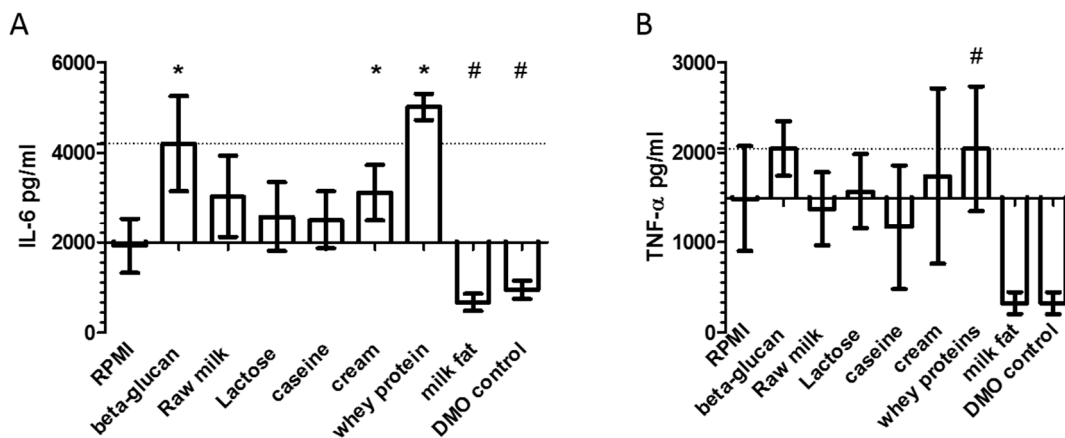 A
IL-6 pg/ml
6000
4000
2000
0
* * * # #
RPMI
beta-glucan
Raw milk
Lactose
caseine
cream
whey protein
milk fat
DMO control
B
TNF-α pg/ml
3000
2000
1000
0
#
RPMI
beta-glucan
Raw milk
Lactose
caseine
cream
whey proteins
milk fat
DMO control